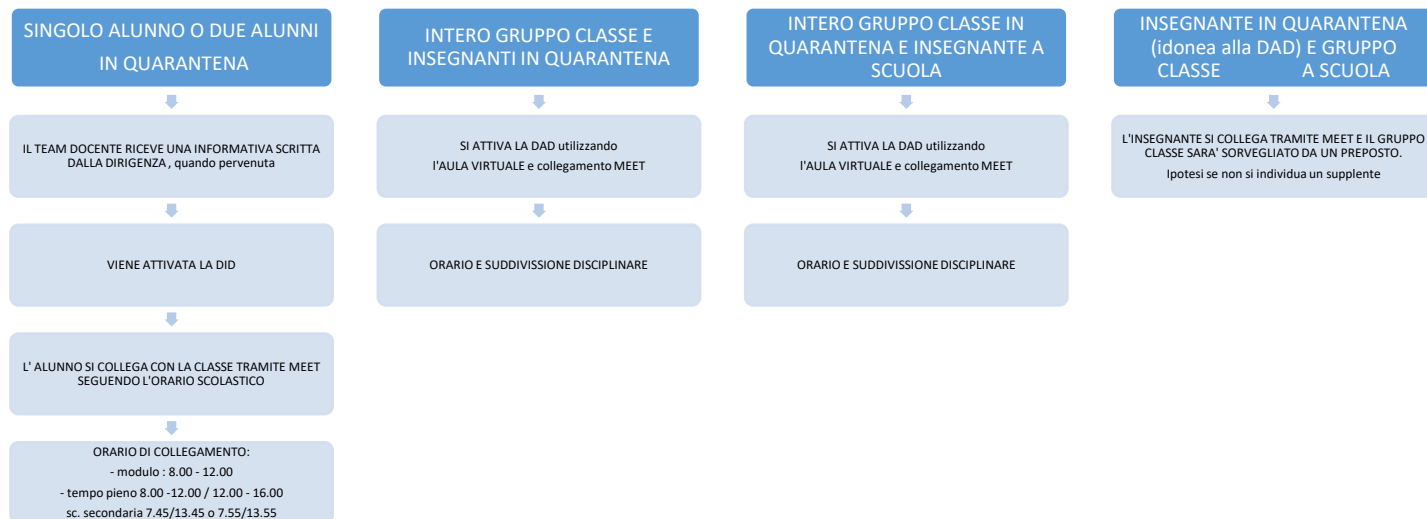 SINGOLO ALUNNO O DUE ALUNNI
IN QUARANTENA
IL TEAM DOCENTE RICEVE UNA INFORMATIVA SCRITTA
DALLA DIRIGENZA , quando pervenuta
VIENE ATTIVATA LA DID
L' ALUNNO SI COLLEGA CON LA CLASSE TRAMITE MEET
SEGUENDO L'ORARIO SCOLASTICO
ORARIO DI COLLEGAMENTO:
- modulo : 8.00 - 12.00
- tempo pieno 8.00 -12.00 / 12.00 - 16.00
sc. secondaria 7.45/13.45 o 7.55/13.55
INTERO GRUPPO CLASSE E
INSEGNANTI IN QUARANTENA
SI ATTIVA LA DAD utilizzando
l'AULA VIRTUALE e collegamento MEET
ORARIO E SUDDIVISSIONE DISCIPLINARE
INTERO GRUPPO CLASSE IN
QUARANTENA E INSEGNANTE A
SCUOLA
SI ATTIVA LA DAD utilizzando
l'AULA VIRTUALE e collegamento MEET
ORARIO E SUDDIVISSIONE DISCIPLINARE
INSEGNANTE IN QUARANTENA
(idonea alla DAD) E GRUPPO
CLASSE A SCUOLA
L'INSEGNANTE SI COLLEGA TRAMITE MEET E IL GRUPPO
CLASSE SARA' SORVEGLIATO DA UN PREPOSTO.
Ipotesi se non si individua un supplente